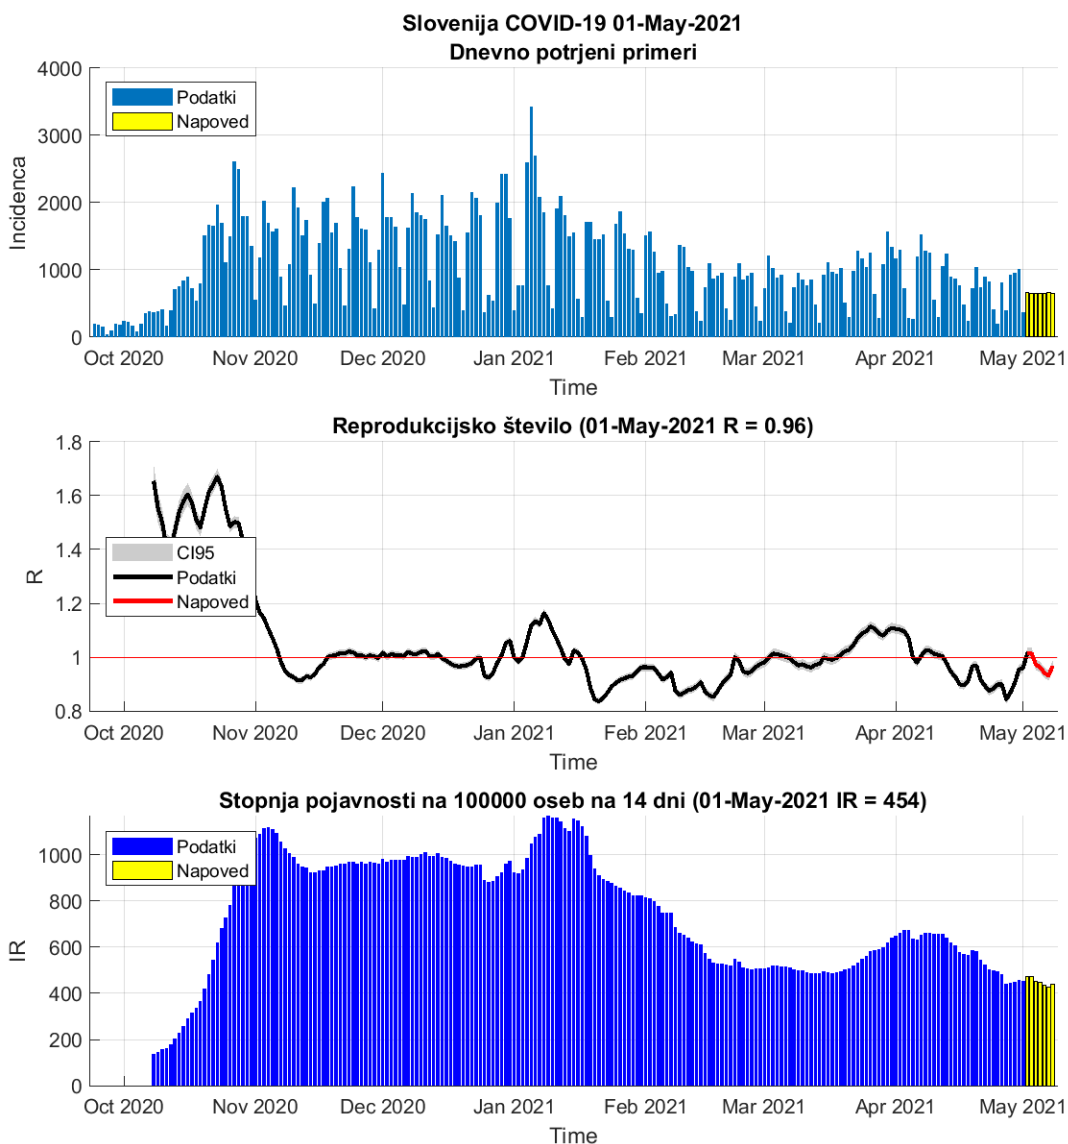 Slovenija COVID-19 01-May-2021
Dnevno potrjeni primeri
4000
3000
2000
1000
0
Incidenca
Podatki
Napoved
Oct 2020 Nov 2020 Dec 2020 Jan 2021 Feb 2021 Mar 2021 Apr 2021 May 2021
Time
Reprodukcijsko število (01-May-2021 R = 0.96)
1.8
1.6
1.4
1.2
1
0.8
R
CI95
Podatki
Napoved
Oct 2020 Nov 2020 Dec 2020 Jan 2021 Feb 2021 Mar 2021 Apr 2021 May 2021
Time
Stopnja pojavnosti na 100000 oseb na 14 dni (01-May-2021 IR = 454)
1000
800
600
400
200
0
IR
Podatki
Napoved
Oct 2020 Nov 2020 Dec 2020 Jan 2021 Feb 2021 Mar 2021 Apr 2021 May 2021
Time